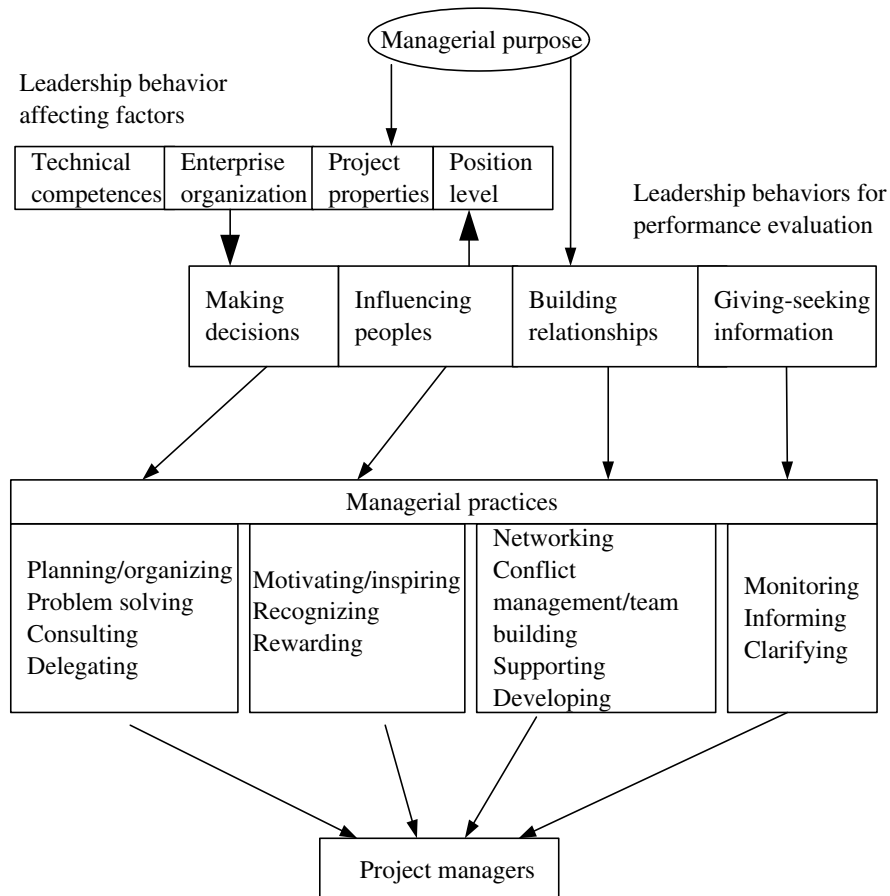 Managerial purpose
Leadership behavior
affecting factors
Technical
competences
Enterprise
organization
Project
properties
Position
level
Leadership behaviors for
performance evaluation
Making
decisions
Influencing
peoples
Building
relationships
Giving-seeking
information
Managerial practices
Planning/organizing
Problem solving
Consulting
Delegating
Motivating/inspiring
Recognizing
Rewarding
Networking
Conflict
management/team
building
Supporting
Developing
Monitoring
Informing
Clarifying
Project managers